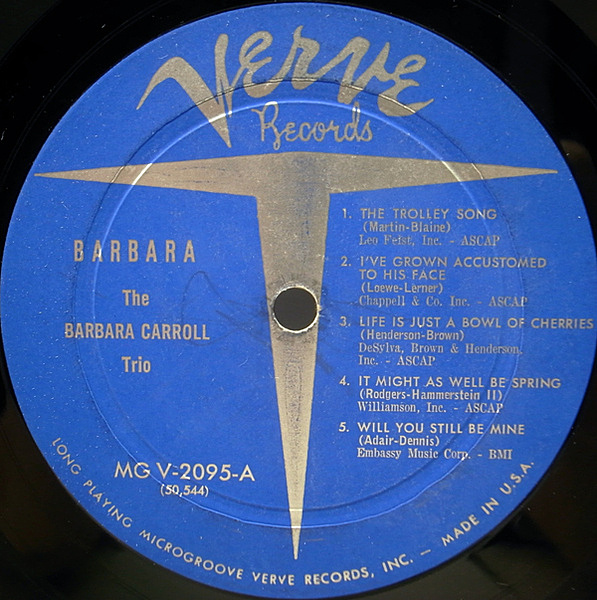 Verve
Records
BARBARA
The
BARBARA CARROLL
Trio
MG V-2095-A
(50,544)
1. THE TROLLEY SONG
(Martin-Blaine)
Leo Feist, Inc. - ASCAP
2. I'VE GROWN ACCUSTOMED
TO HIS FACE
(Loewe-Lerner)
Chappell & Co. Inc. - ASCAP
3. LIFE IS JUST A BOWL OF CHERRIES
(Henderson-Brown)
DeSylva, Brown & Henderson,
Inc. - ASCAP
4. IT MIGHT AS WELL BE SPRING
(Rodgers-Hammerstein II)
Williamson, Inc. - ASCAP
5. WILL YOU STILL BE MINE
(Adair-Dennis)
Embassy Music Corp. - BMI
LONG PLAYING MICROGROOVE VERVE RECORDS, INC. — MADE IN U.S.A.